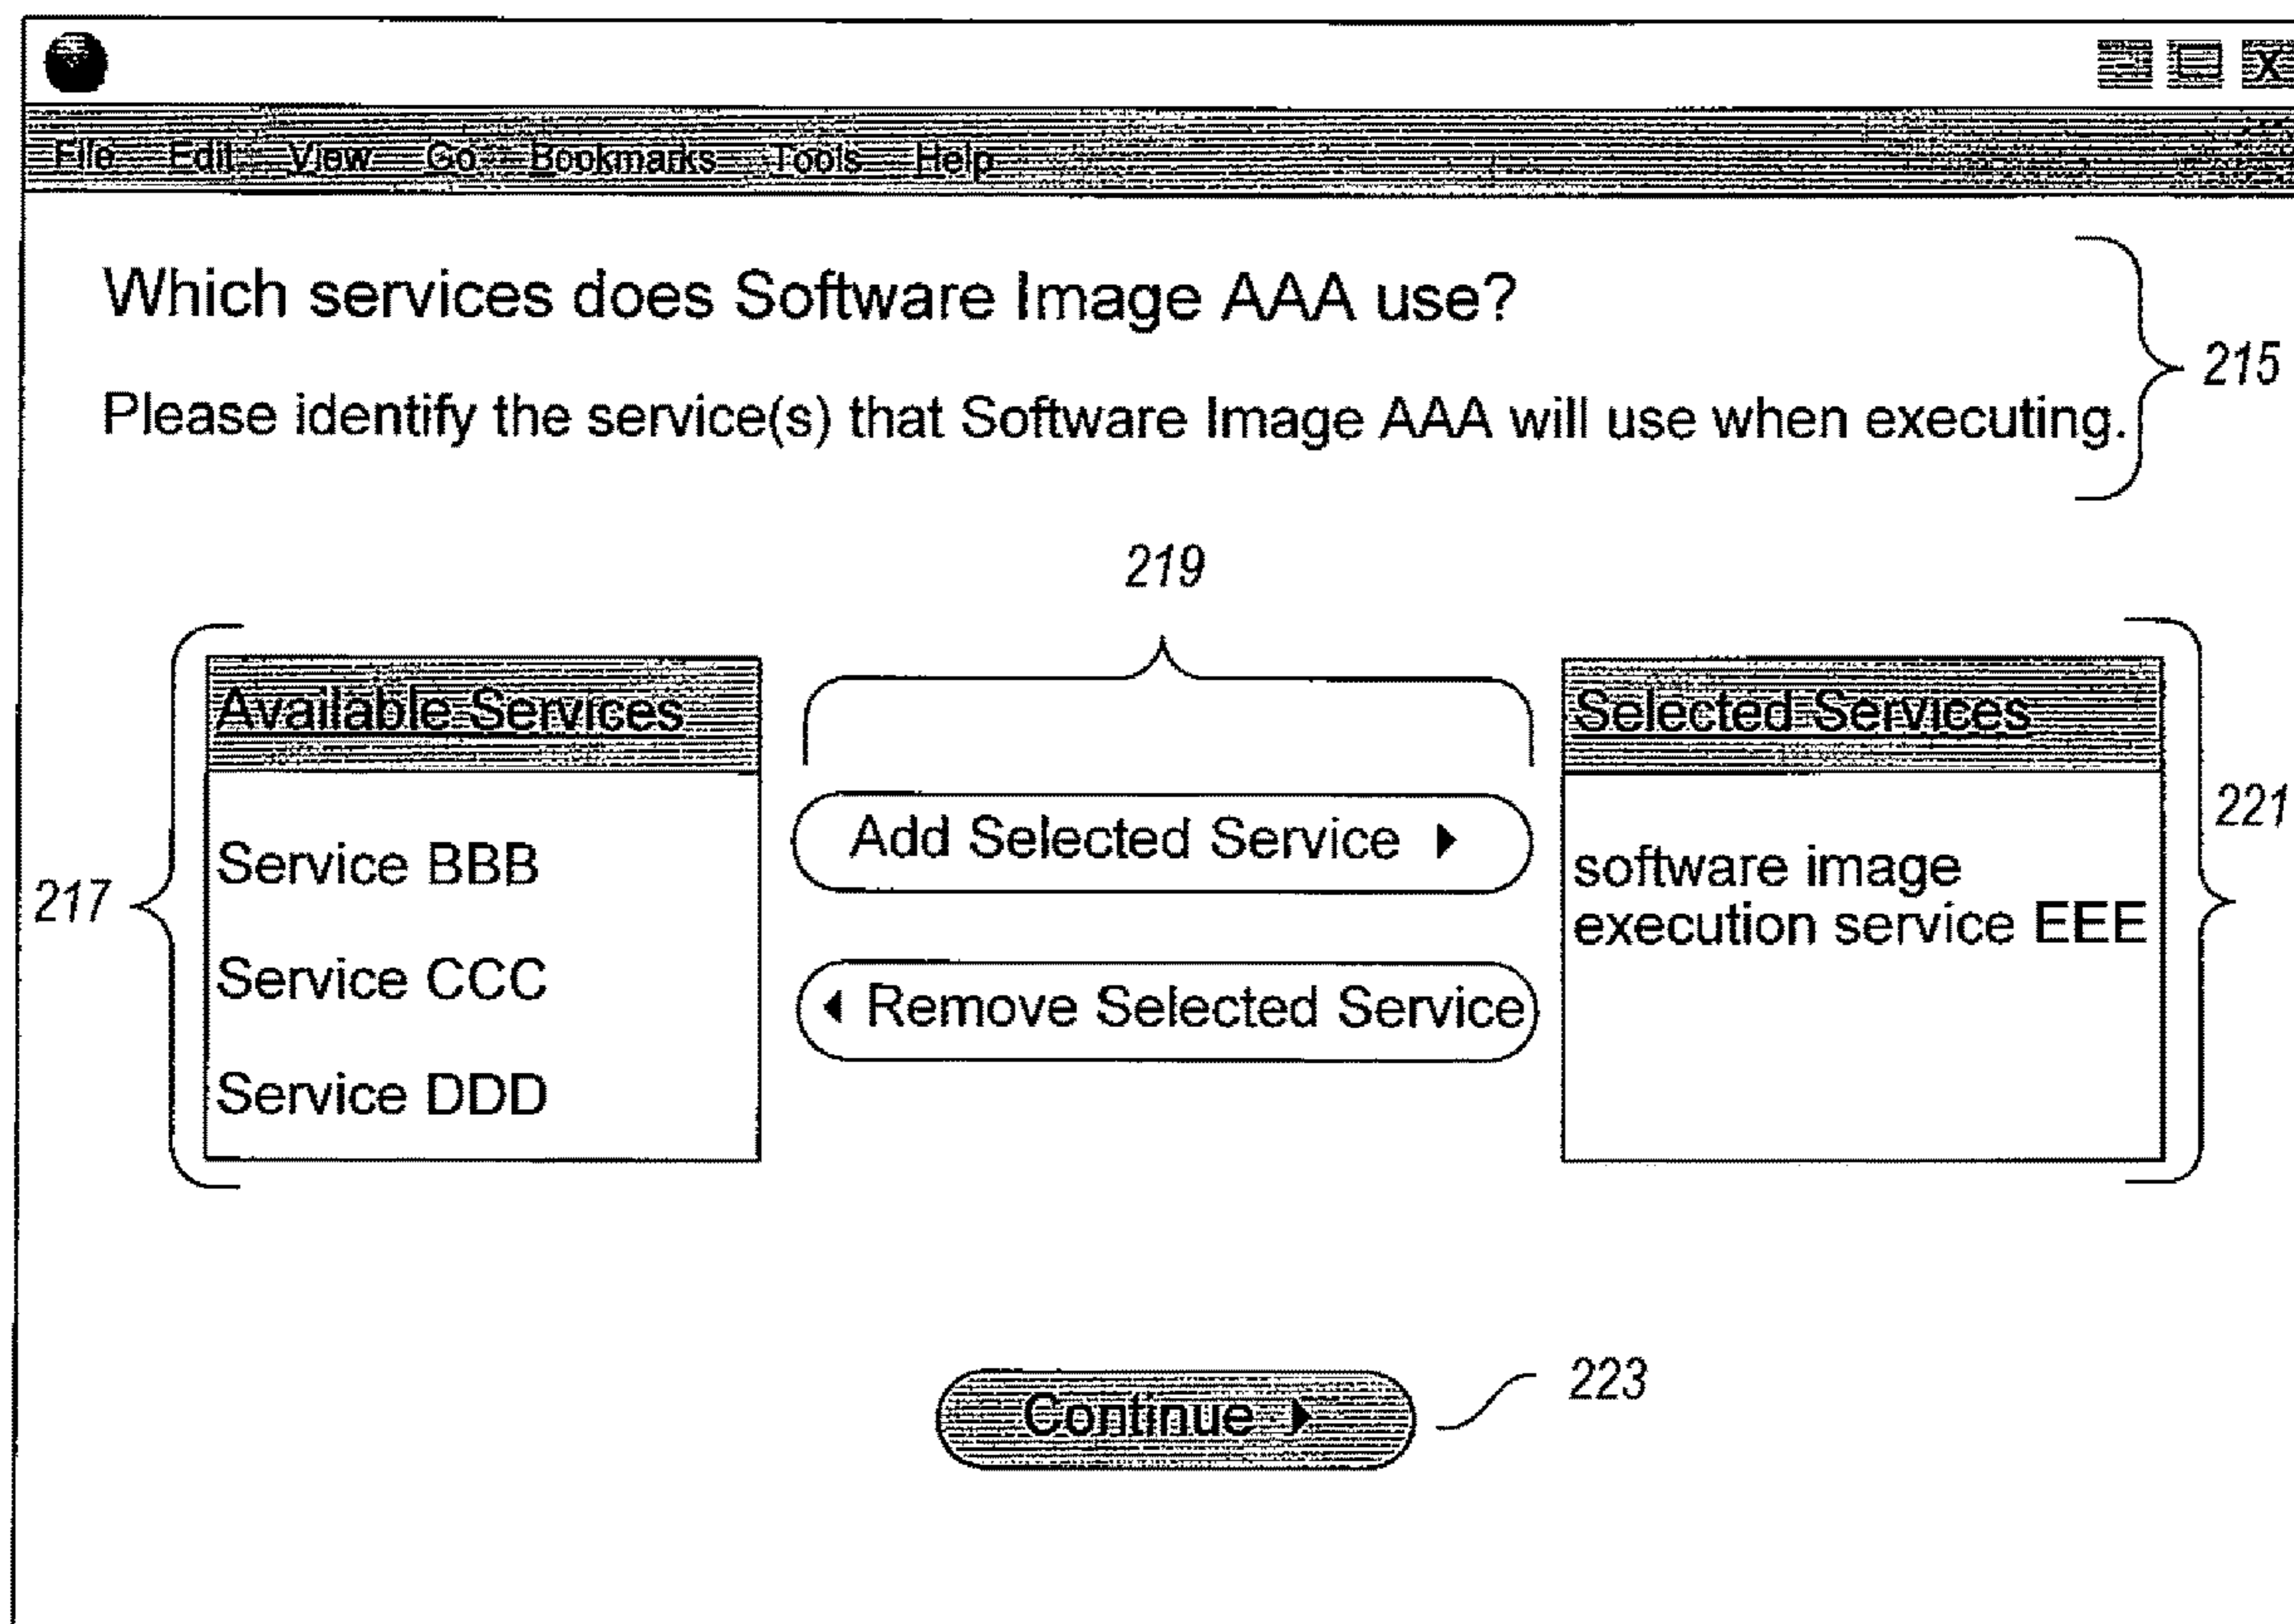 X
File Edit View Go Bookmarks Tools Help
Which services does Software Image AAA use?
215
Please identify the service(s) that Software Image AAA will use when executing.
219
Available Services
Selected Services
217
Service BBB
Service CCC
Service DDD
Add Selected Service
Remove Selected Service
software image
execution service EEE
221
Continue
223